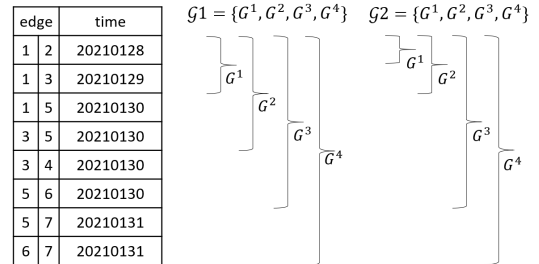 edge time 𝒢1 = {G¹, G², G³, G⁴} 𝒢2 = {G¹, G², G³, G⁴}
1 2 20210128
1 3 20210129
1 5 20210130
3 5 20210130
3 4 20210130
5 6 20210130
5 7 20210131
6 7 20210131
G¹
G²
G³
G⁴
G¹
G²
G³
G⁴